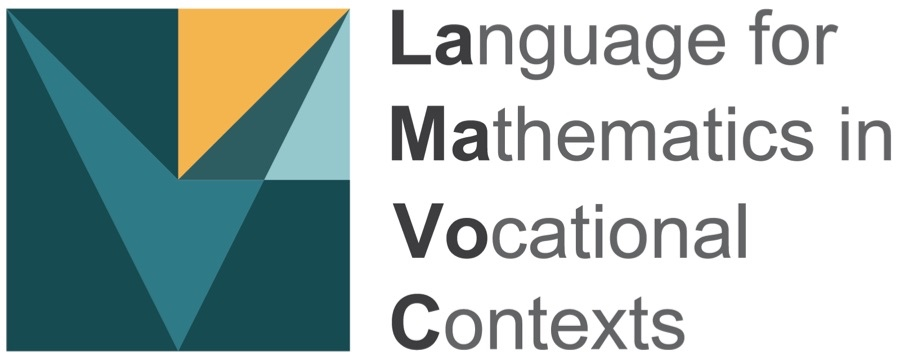 Language for
Mathematics in
Vocational
Contexts